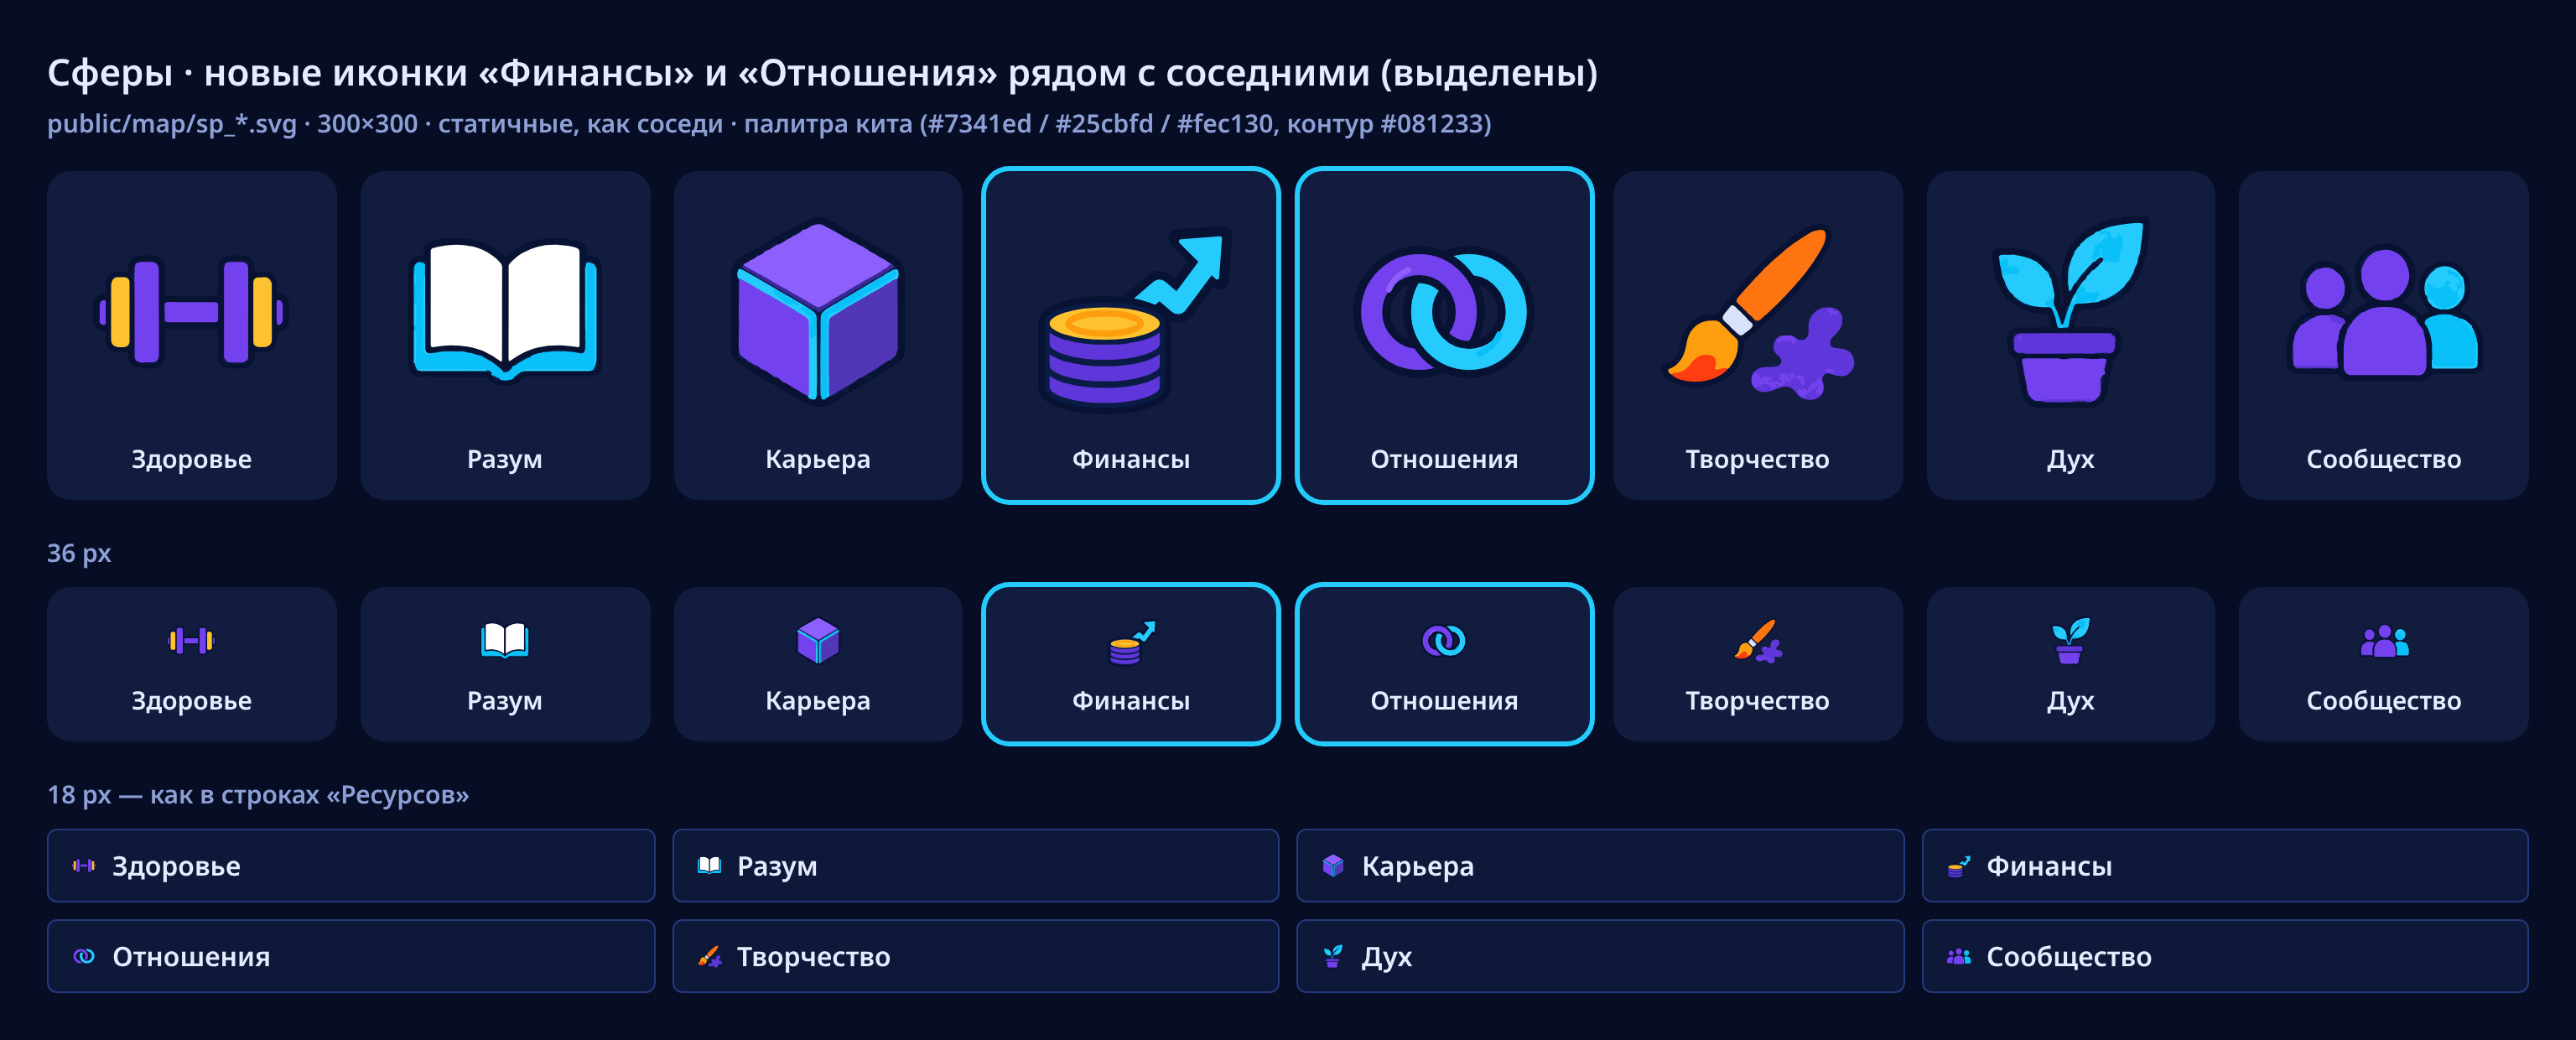 Сферы · новые иконки «Финансы» и «Отношения» рядом с соседними (выделены)
public/map/sp_*.svg · 300×300 · статичные, как соседи · палитра кита (#7341ed / #25cbfd / #fec130, контур #081233)
Здоровье Разум Карьера Финансы Отношения Творчество Дух Сообщество
36 px
Здоровье Разум Карьера Финансы Отношения Творчество Дух Сообщество
18 px — как в строках «Ресурсов»
Здоровье Разум Карьера Финансы
Отношения Творчество Дух Сообщество